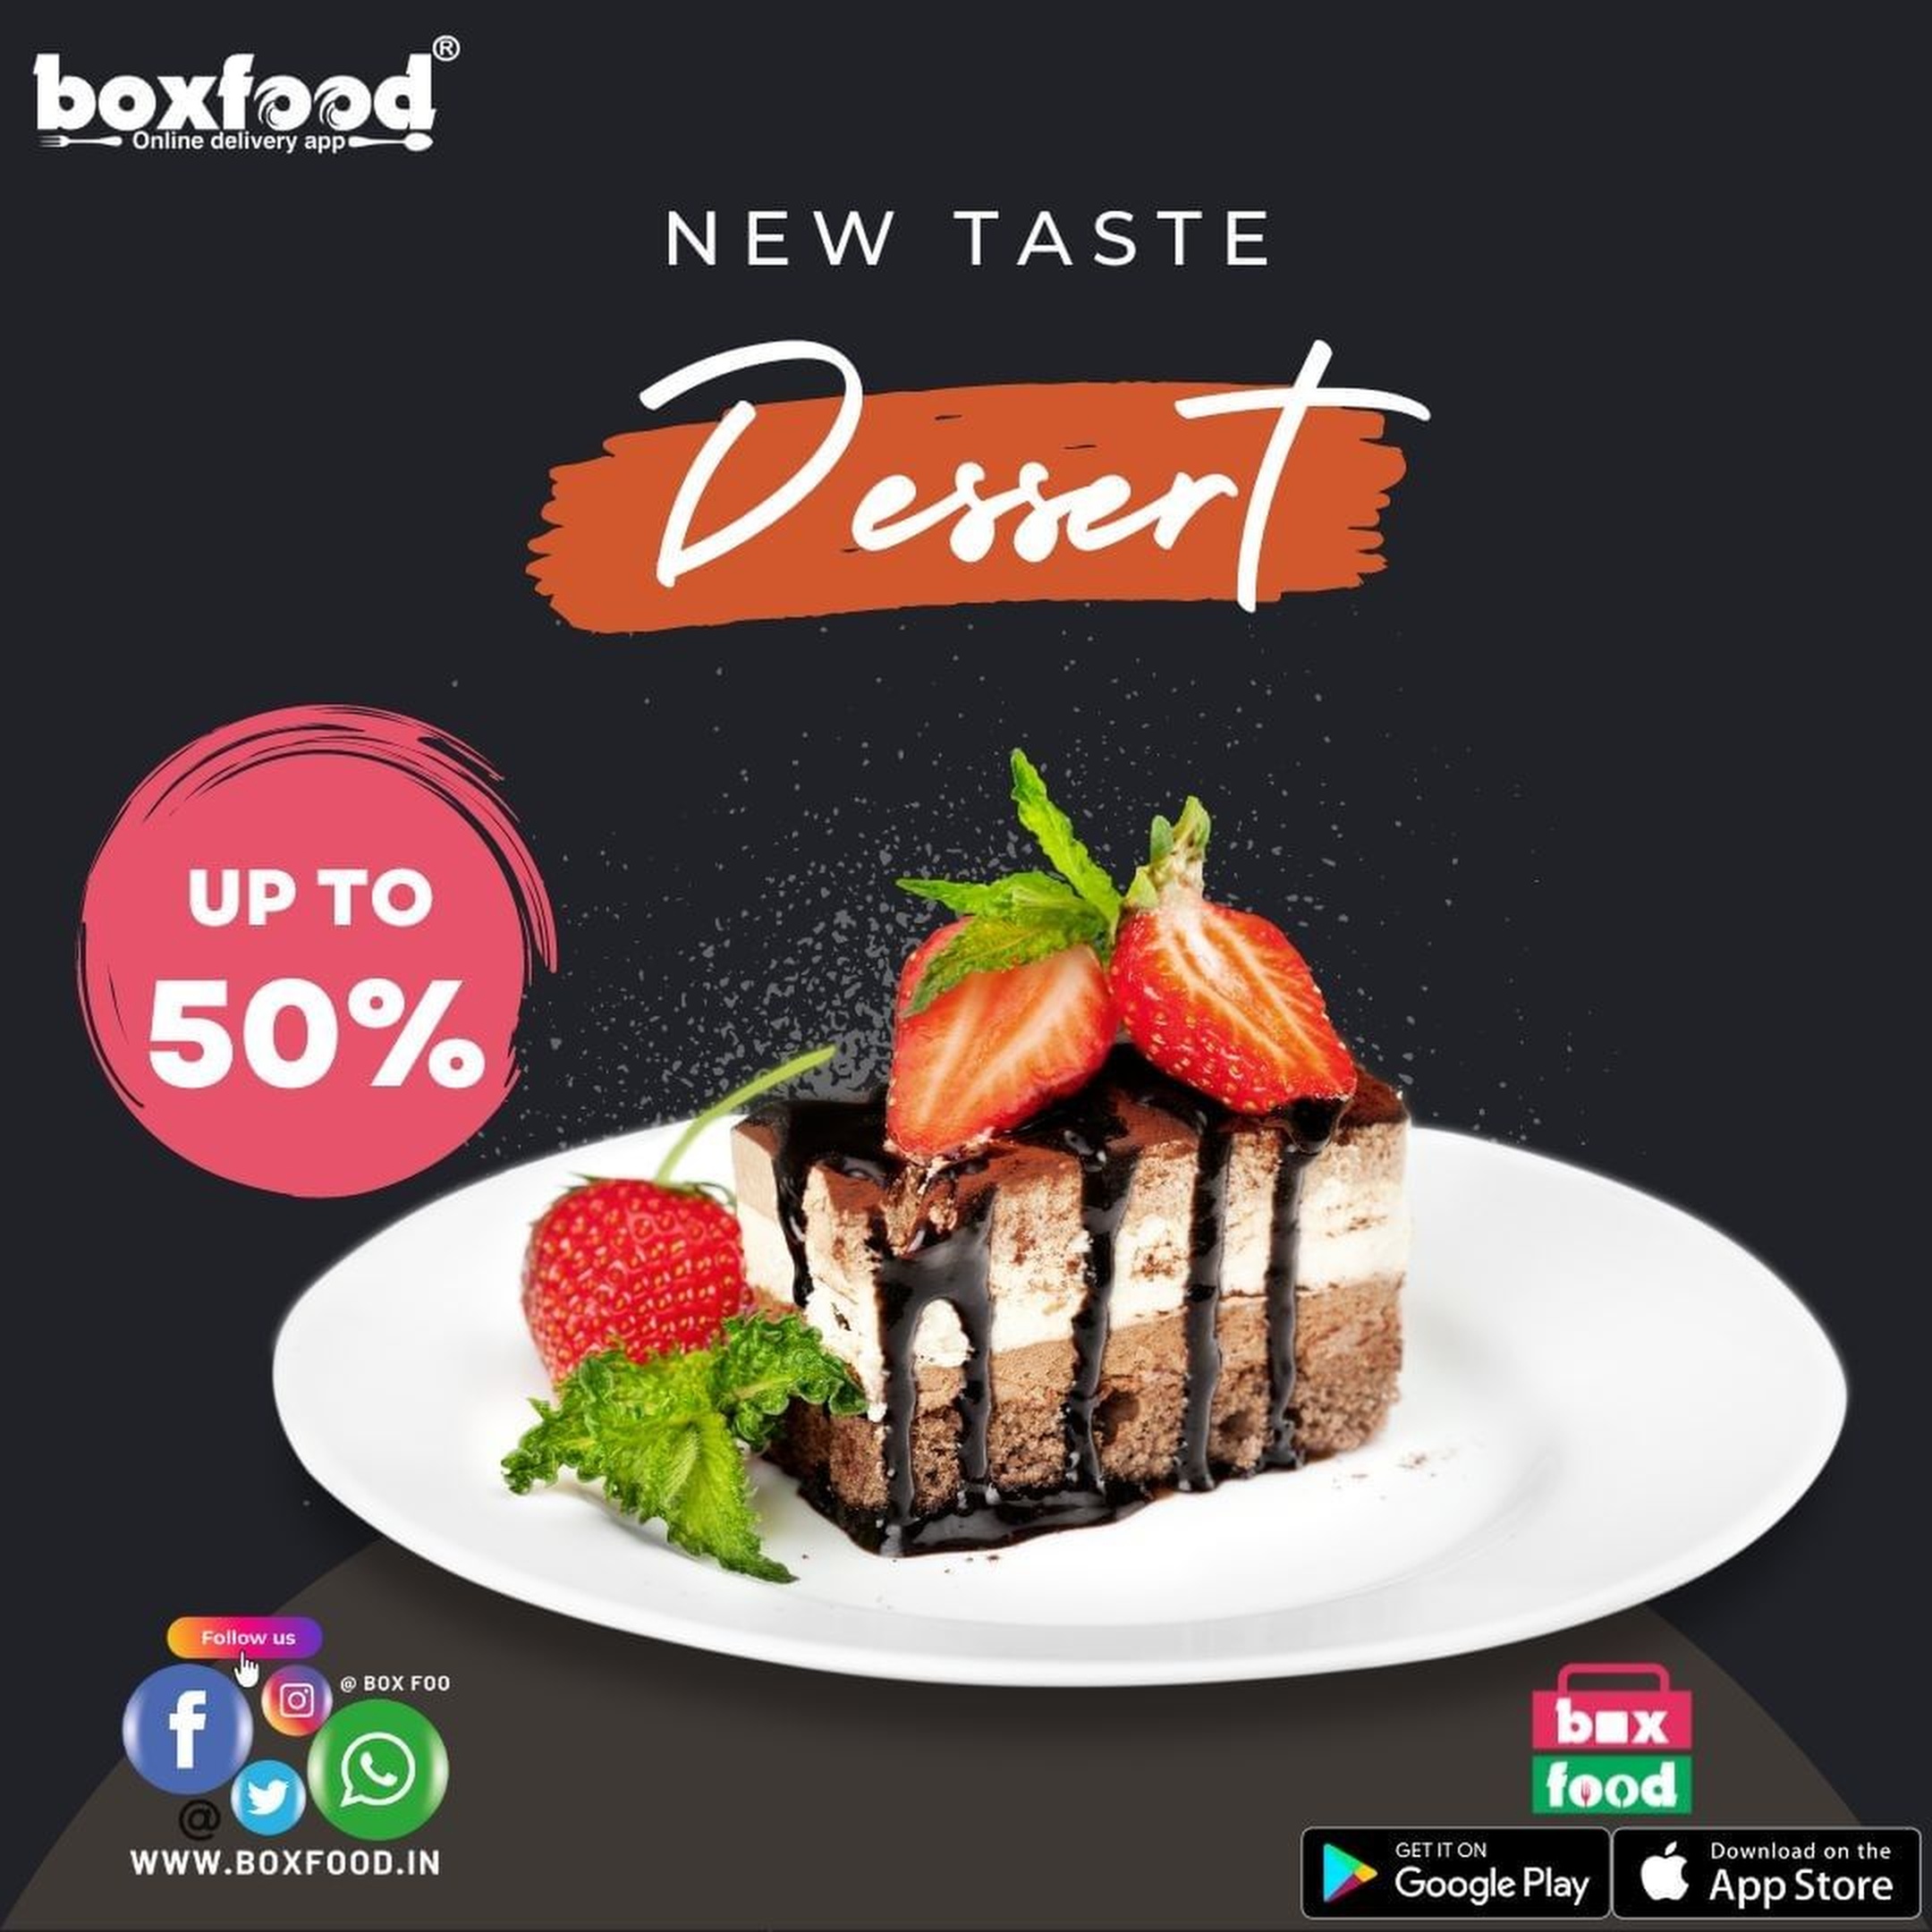 boxfood®
Online delivery app
NEW TASTE
Dessert
UP TO
50%
Follow us
@ BOX FOO
@
WWW.BOXFOOD.IN
box
food
GET IT ON
Google Play
Download on the
App Store